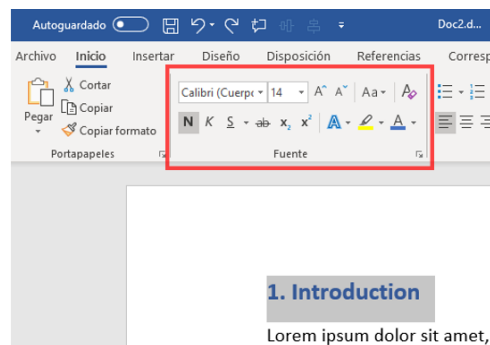 Autoguardado Doc2.d...
Archivo Inicio Insertar Diseño Disposición Referencias Corresp
Pegar
Cortar
Copiar
Copiar formato
Portapapeles
Calibri (Cuerpo 14 A A Aa A
N K S ab x2 x2 A A
Fuente
1. Introduction
Lorem ipsum dolor sit amet,